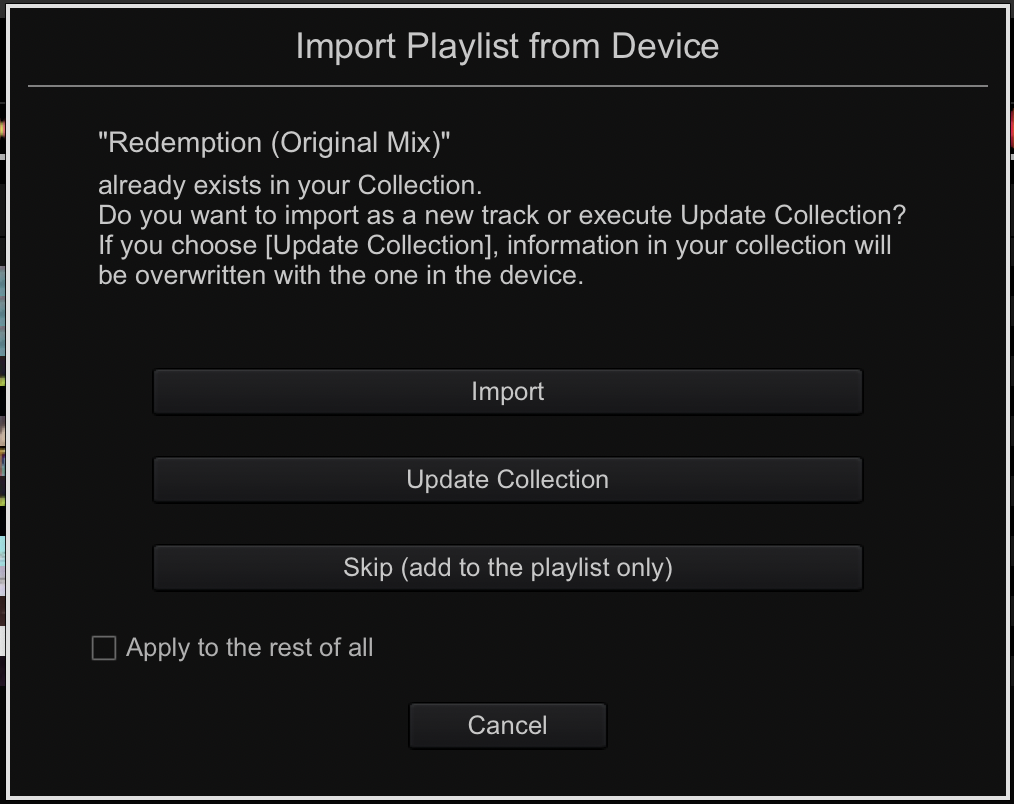 Import Playlist from Device
"Redemption (Original Mix)"
already exists in your Collection.
Do you want to import as a new track or execute Update Collection?
If you choose [Update Collection], information in your collection will
be overwritten with the one in the device.
Import
Update Collection
Skip (add to the playlist only)
Apply to the rest of all
Cancel